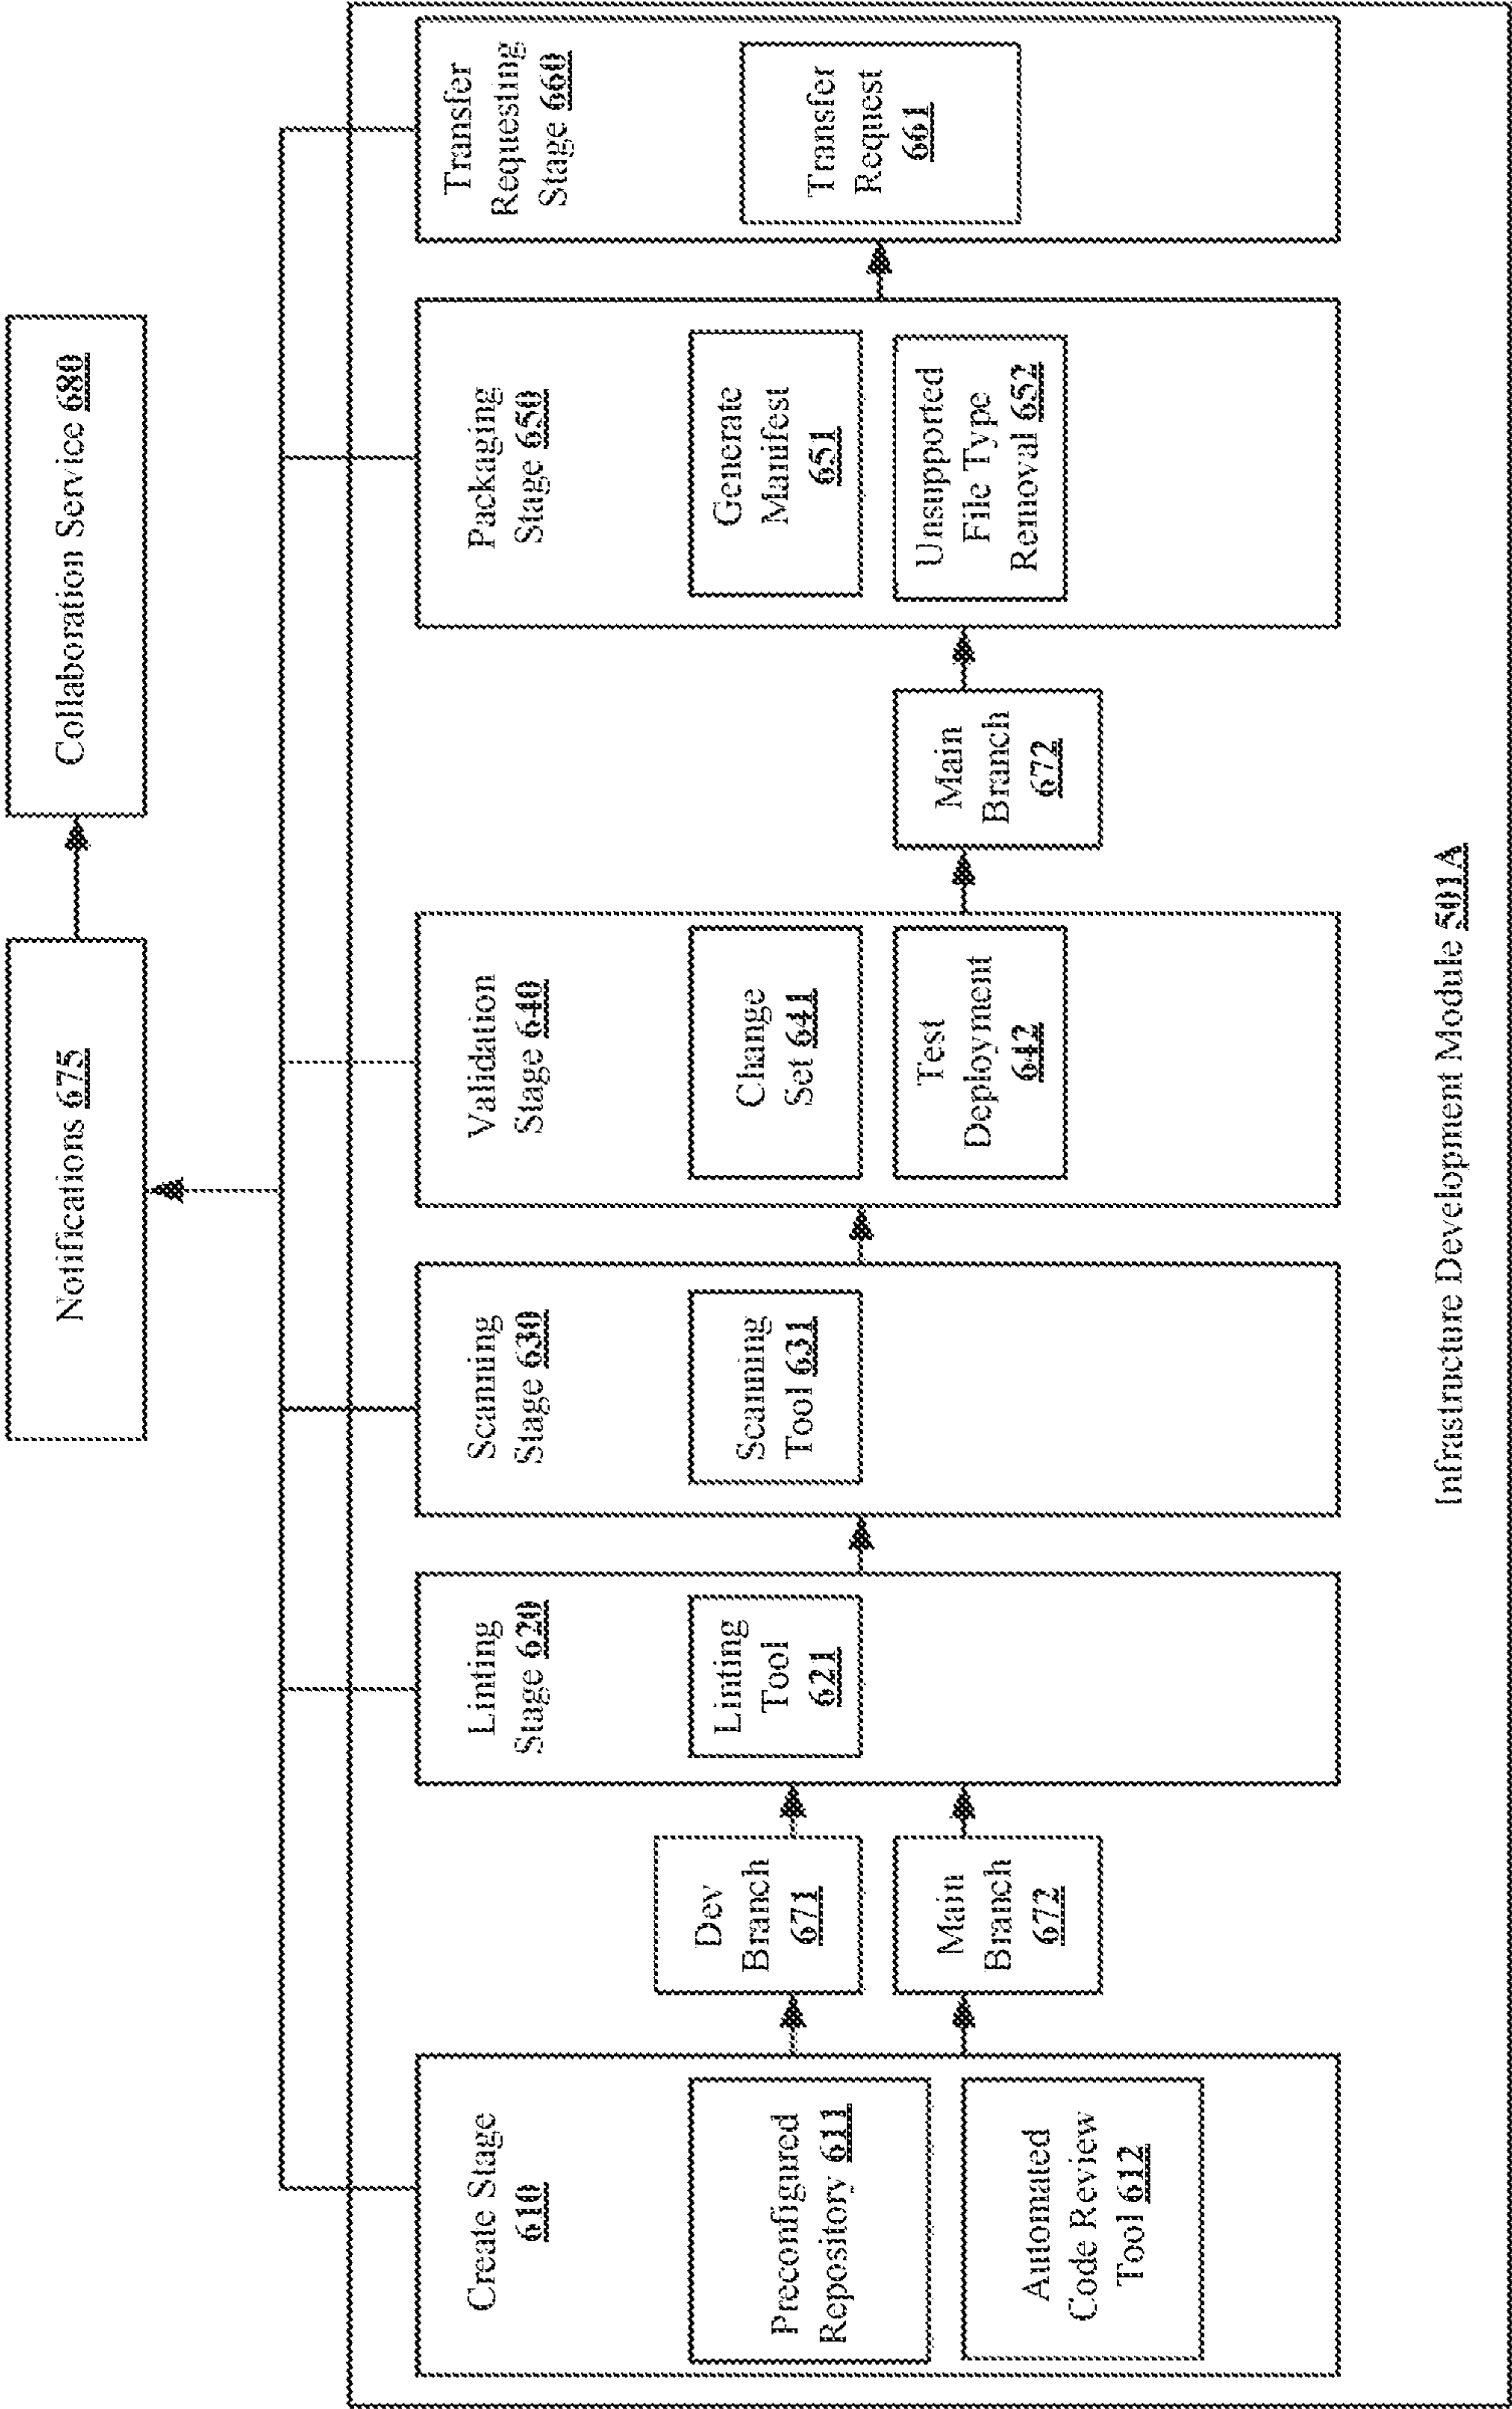 Notifications 675
Collaboration Service 680
Create Stage
610
Preconfigured
Repository 611
Automated
Code Review
Tool 612
Dev
Branch
671
Main
Branch
672
Linting
Stage 620
Linting
Tool
621
Scanning
Stage 630
Scanning
Tool 631
Validation
Stage 640
Change
Set 641
Test
Deployment
642
Main
Branch
672
Packaging
Stage 650
Generate
Manifest
651
Unsupported
File Type
Removal 652
Transfer
Requesting
Stage 660
Transfer
Request
661
Infrastructure Development Module 501A